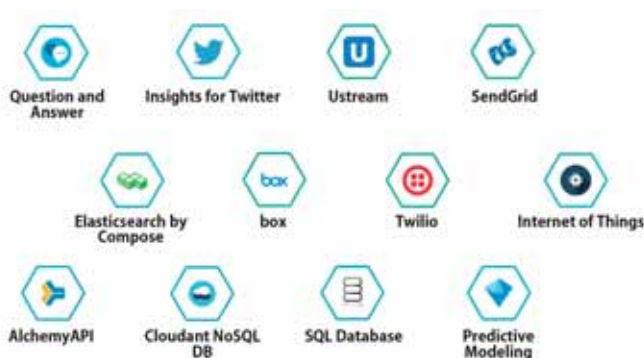 Question and
Answer
Insights for Twitter
Ustream
SendGrid
Elasticsearch by
Compose
box
box
Twilio
Internet of Things
AlchemyAPI
Cloudant NoSQL
DB
SQL Database
Predictive
Modeling